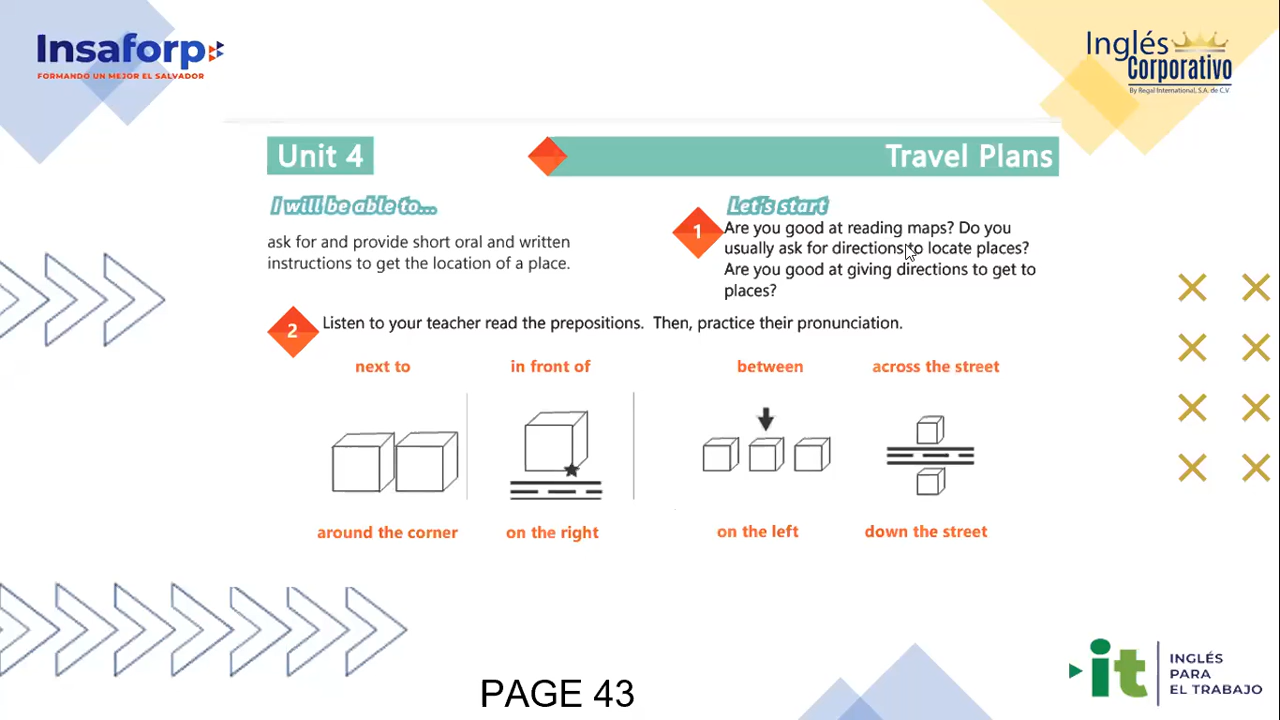 Insaforp
FORMANDO UN MEJOR EL SALVADOR
Inglés
Corporativo
By Regal International, S.A. de C.V
Unit 4
Travel Plans
I will be able to...
ask for and provide short oral and written
instructions to get the location of a place.
Let's start
1
Are you good at reading maps? Do you
usually ask for directions to locate places?
Are you good at giving directions to get to
places?
2
Listen to your teacher read the prepositions. Then, practice their pronunciation.
next to
in front of
between
across the street
around the corner
on the right
on the left
down the street
PAGE 43
it
INGLÉS
PARA
EL TRABAJO